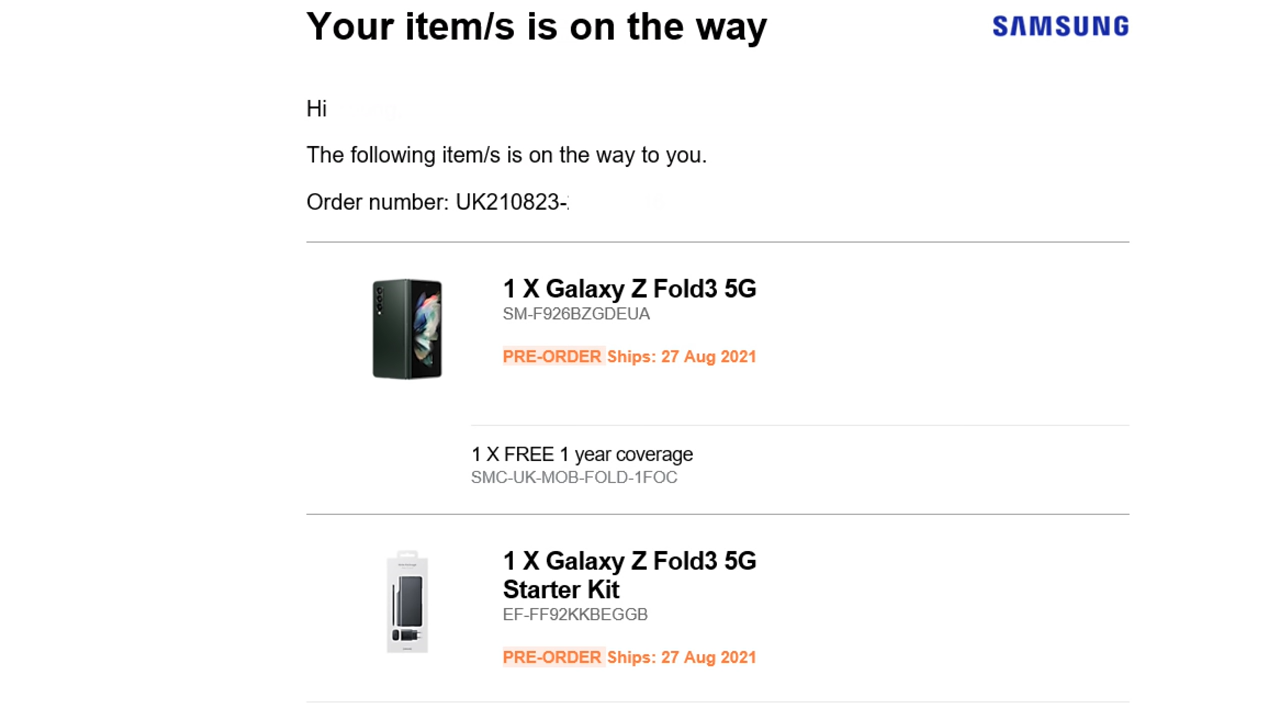 Your item/s is on the way
SAMSUNG
Hi
The following item/s is on the way to you.
Order number: UK210823-
1 X Galaxy Z Fold3 5G
SM-F926BZGDEUA
PRE-ORDER Ships: 27 Aug 2021
1 X FREE 1 year coverage
SMC-UK-MOB-FOLD-1FOC
1 X Galaxy Z Fold3 5G
Starter Kit
EF-FF92KKBEGGB
PRE-ORDER Ships: 27 Aug 2021